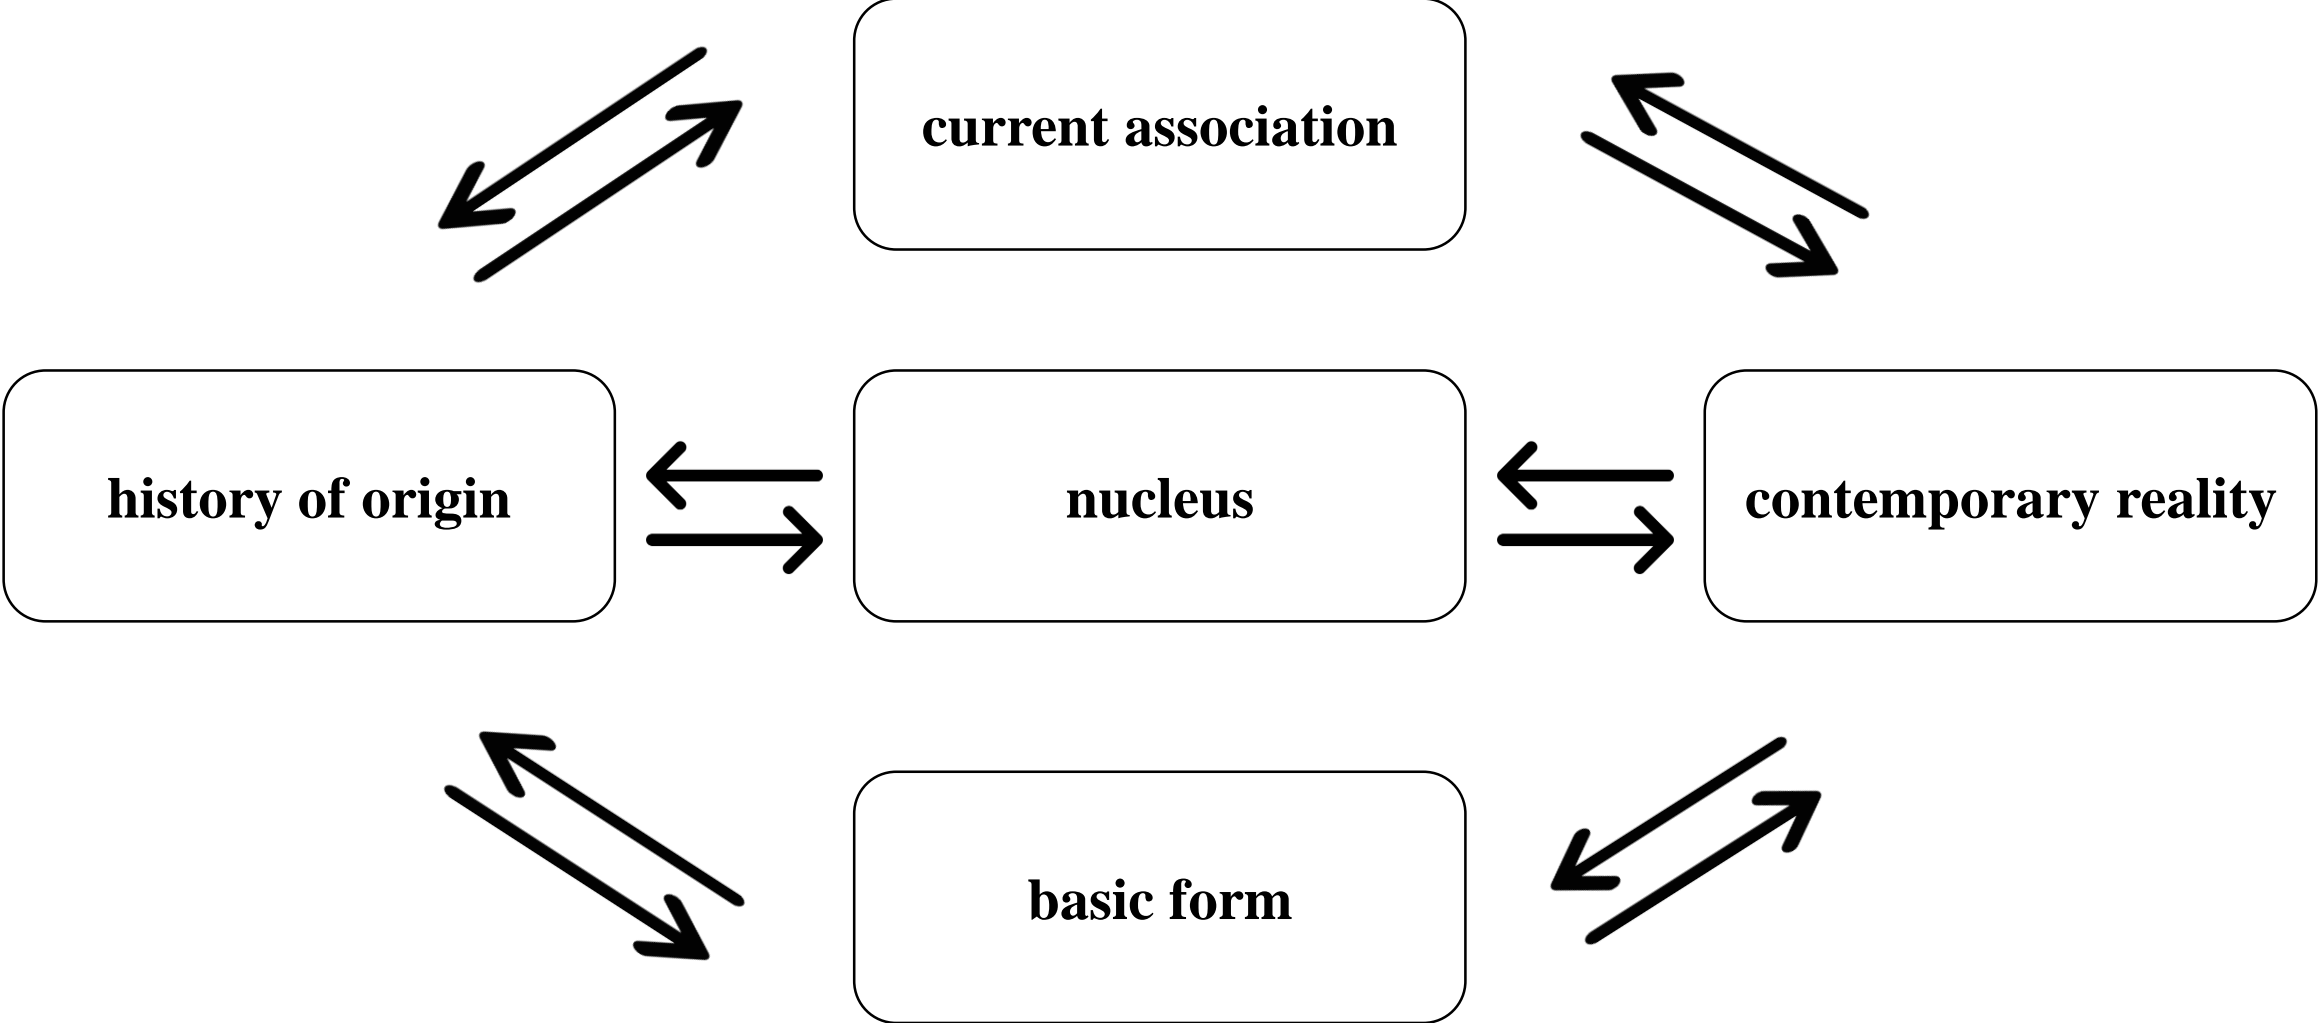 current association
history of origin
nucleus
contemporary reality
basic form